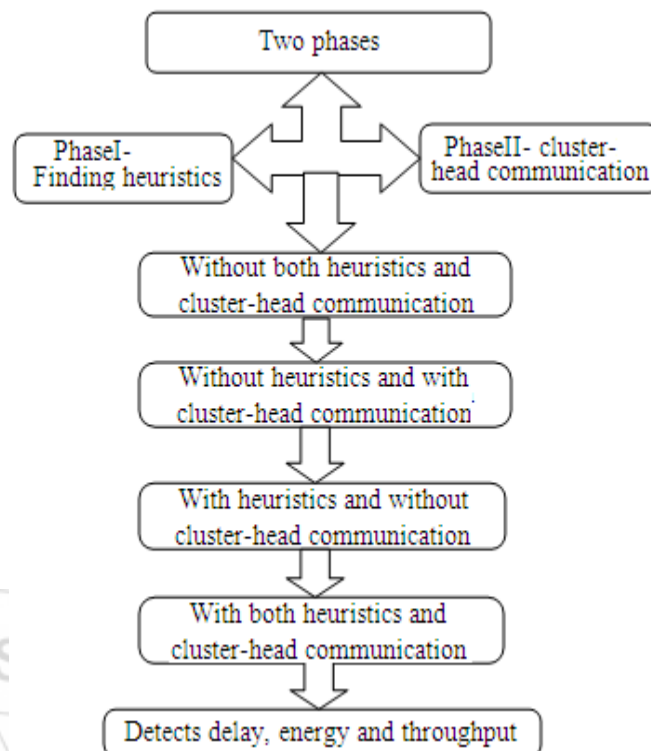 Two phases
PhaseI-
Finding heuristics
PhaseII- cluster-
head communication
Without both heuristics and
cluster-head communication
Without heuristics and with
cluster-head communication
With heuristics and without
cluster-head communication
With both heuristics and
cluster-head communication
Detects delay, energy and throughput